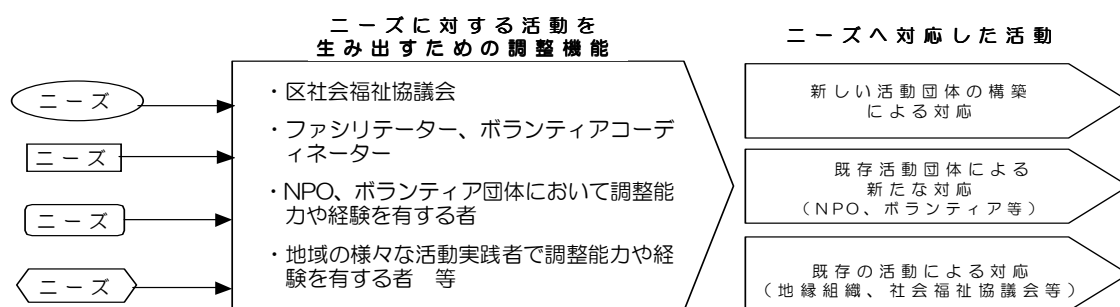 ニーズに対する活動を
生み出すための調整機能
ニーズへ対応した活動
ニーズ
ニーズ
ニーズ
ニーズ
・区社会福祉協議会
・ファシリテーター、ボランティアコーデ
ィネーター
・NPO、ボランティア団体において調整能
力や経験を有する者
・地域の様々な活動実践者で調整能力や経
験を有する者　等
新しい活動団体の構築
による対応
既存活動団体による
新たな対応
（NPO、ボランティア等）
既存の活動による対応
（地縁組織、社会福祉協議会等）